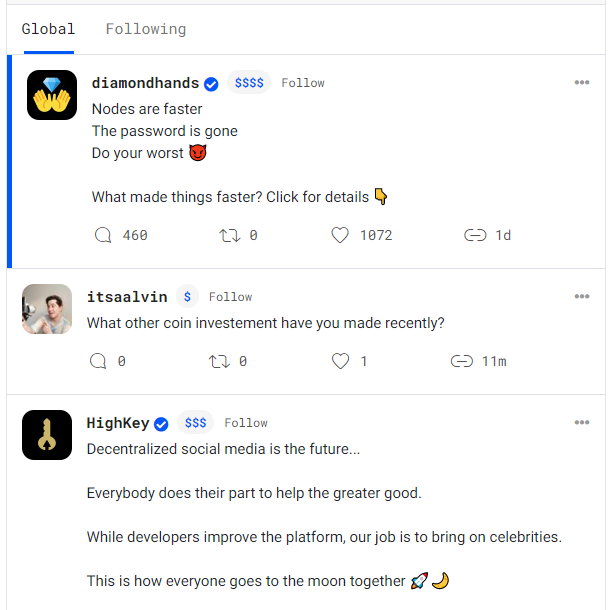 Global Following
diamondhands $$$$ Follow
Nodes are faster
The password is gone
Do your worst 😈
What made things faster? Click for details 👇
460 0 1072 1d
itsaalvin $ Follow
What other coin investement have you made recently?
0 0 1 11m
HighKey $$$ Follow
Decentralized social media is the future...
Everybody does their part to help the greater good.
While developers improve the platform, our job is to bring on celebrities.
This is how everyone goes to the moon together 🚀🌙